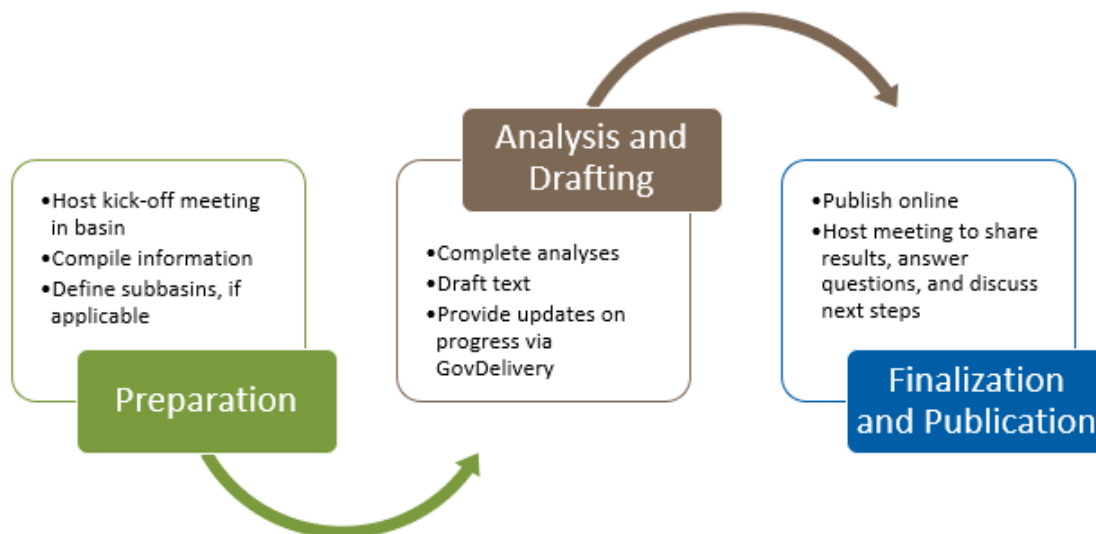 •Host kick-off meeting
in basin
•Compile information
•Define subbasins, if
applicable
Preparation
Analysis and
Drafting
•Complete analyses
•Draft text
•Provide updates on
progress via
GovDelivery
•Publish online
•Host meeting to share
results, answer
questions, and discuss
next steps
Finalization
and Publication